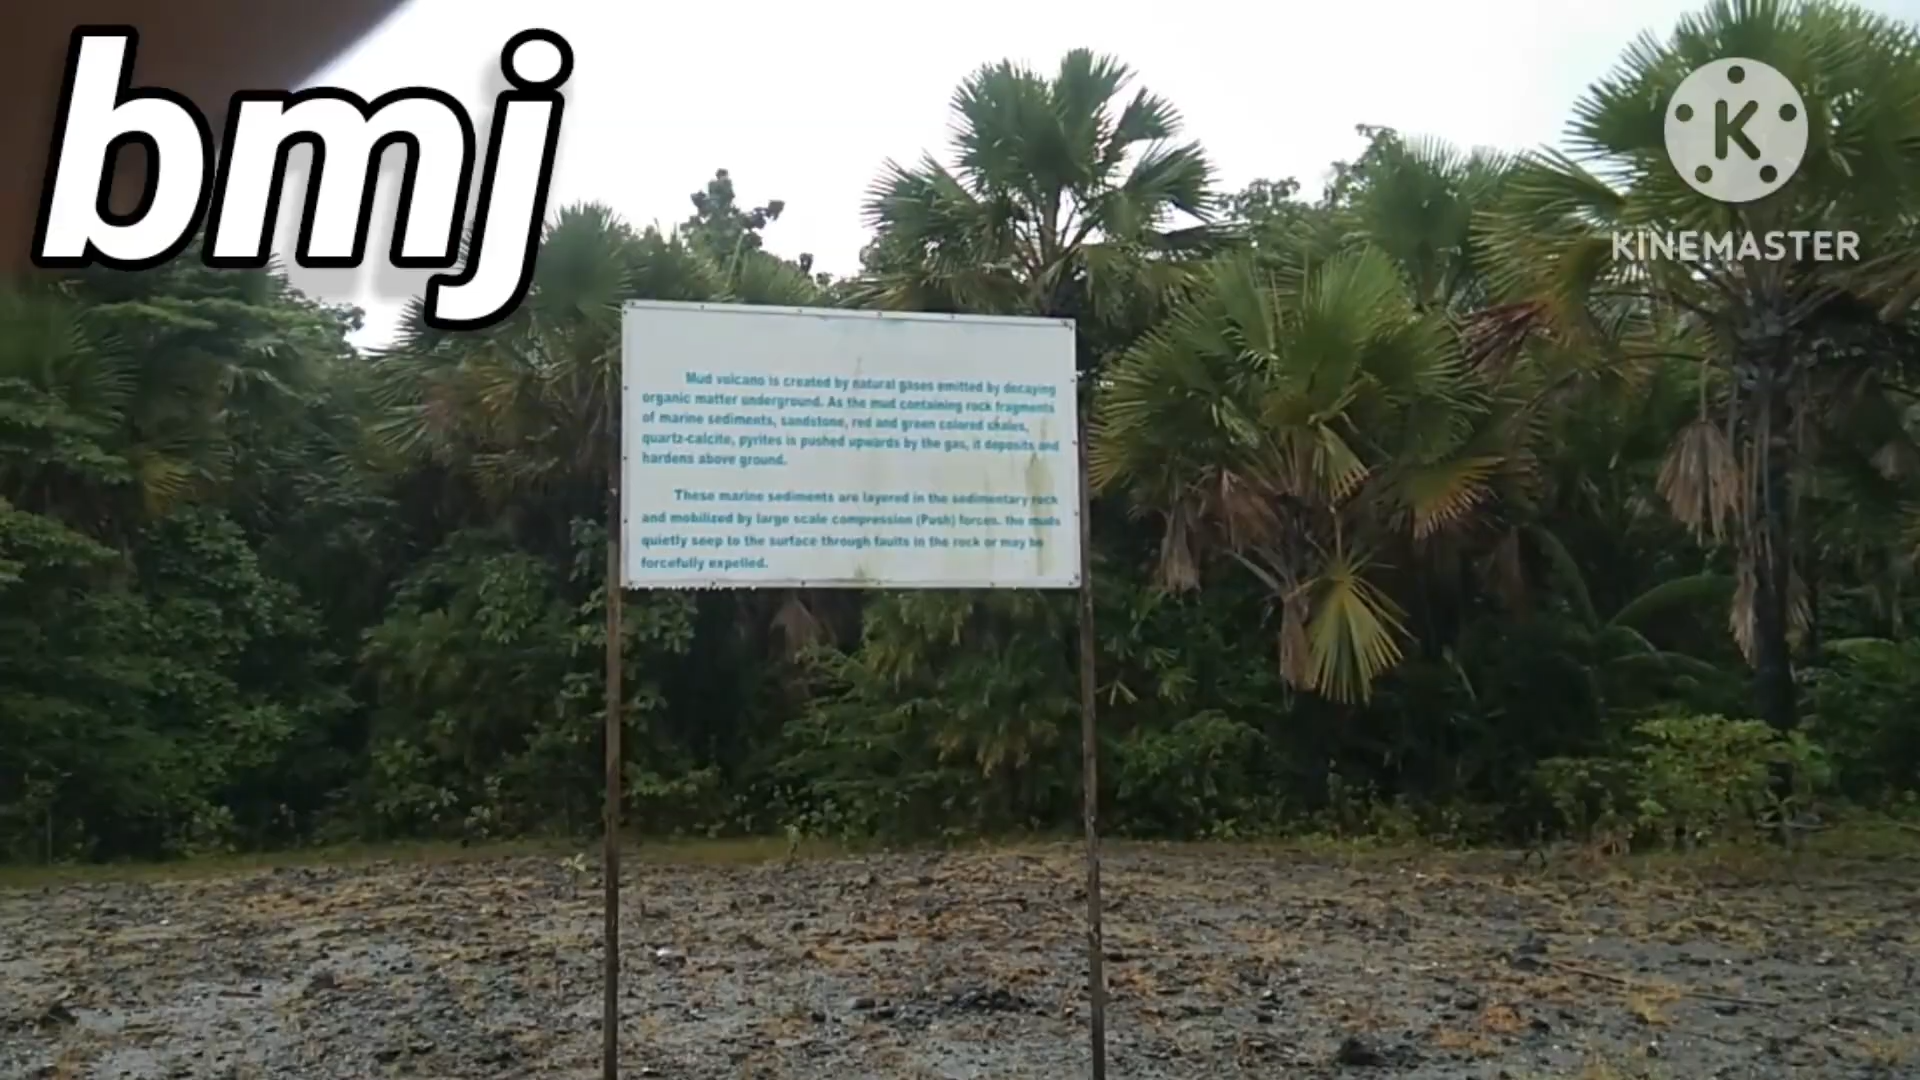 bmj
K
KINEMASTER
Mud volcano is created by natural gases emitted by decaying
organic matter underground. As the mud containing rock fragments
of marine sediments, sandstone, red and green colored shales,
quartz-calcite, pyrites is pushed upwards by the gas, it deposits and
hardens above ground.
These marine sediments are layered in the sedimentary rock
and mobilized by large scale compression (Push) forces. the muds
quietly seep to the surface through faults in the rock or may be
forcefully expelled.